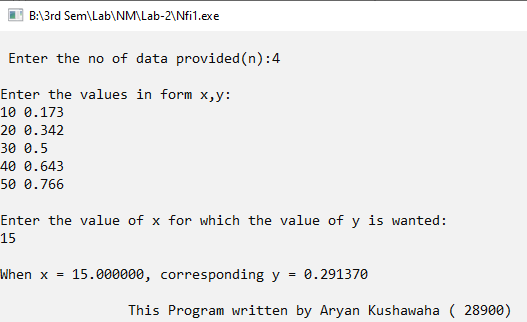 B:\3rd Sem\Lab\NM\Lab-2\Nfi1.exe
Enter the no of data provided(n):4
Enter the values in form x,y:
10 0.173
20 0.342
30 0.5
40 0.643
50 0.766
Enter the value of x for which the value of y is wanted:
15
When x = 15.000000, corresponding y = 0.291370
This Program written by Aryan Kushawaha ( 28900)